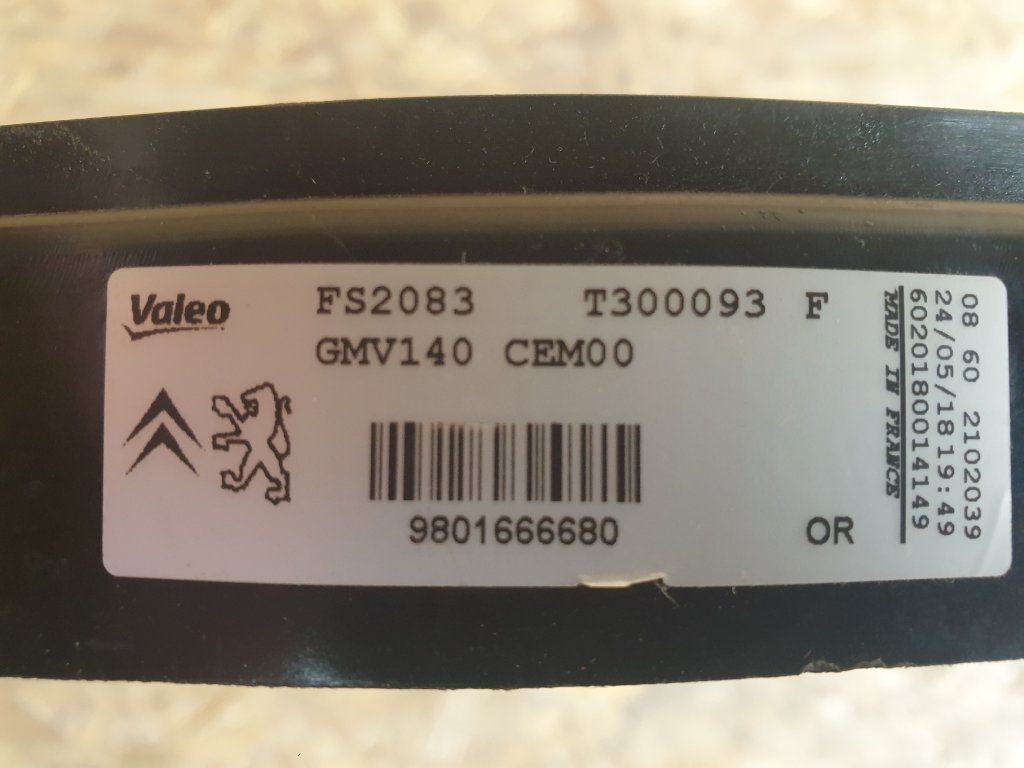 Valeo FS2083 T300093 E
GMV140 CEM00
9801666680
OR
08 60 2102039
24/05/18 19:49
6020180014149
MADE IN FRANCE